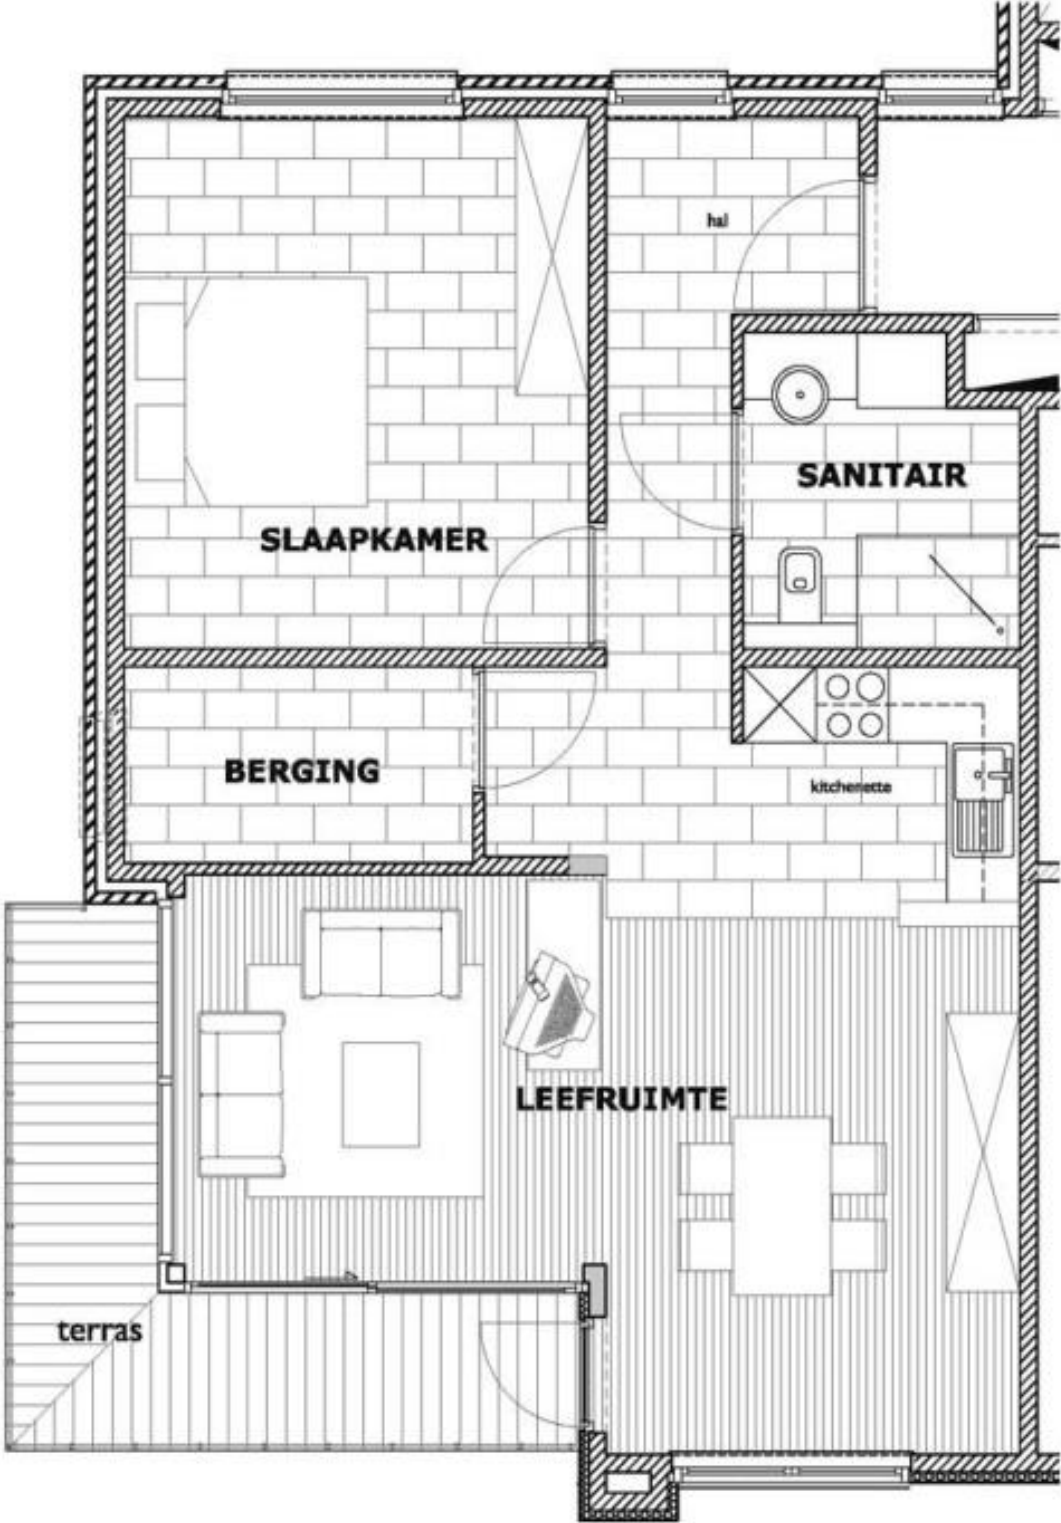 hal
SANITAIR
SLAAPKAMER
BERGING
kitchenette
LEEFRUIMTE
terras